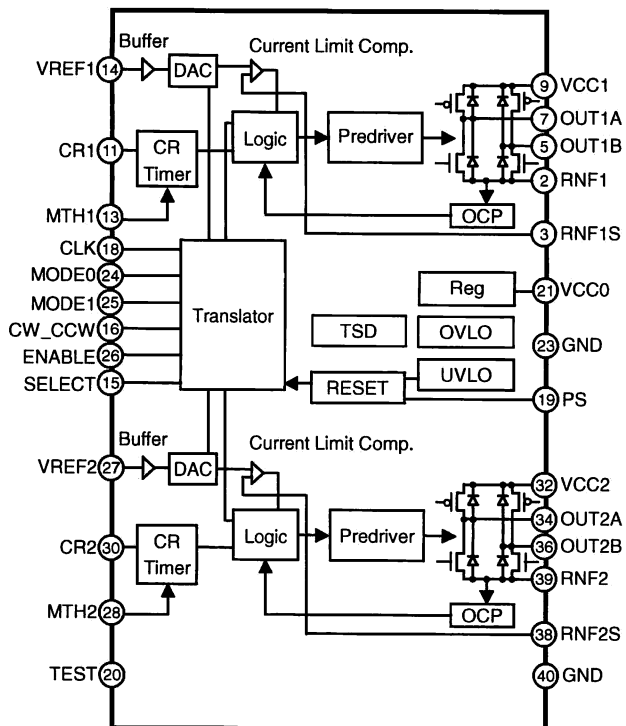 Buffer
Current Limit Comp.
VREF1 14
DAC
9 VCC1
7 OUT1A
CR1 11
CR
Timer
Logic
Predriver
5 OUT1B
2 RNF1
MTH1 13
OCP
3 RNF1S
CLK 18
MODE0 24
MODE1 25
CW_CCW 16
ENABLE 26
SELECT 15
Translator
Reg
21 VCC0
TSD
OVLO
23 GND
UVLO
RESET
19 PS
Buffer
Current Limit Comp.
VREF2 27
DAC
32 VCC2
34 OUT2A
CR2 30
CR
Timer
Logic
Predriver
36 OUT2B
39 RNF2
MTH2 28
OCP
38 RNF2S
TEST 20
40 GND